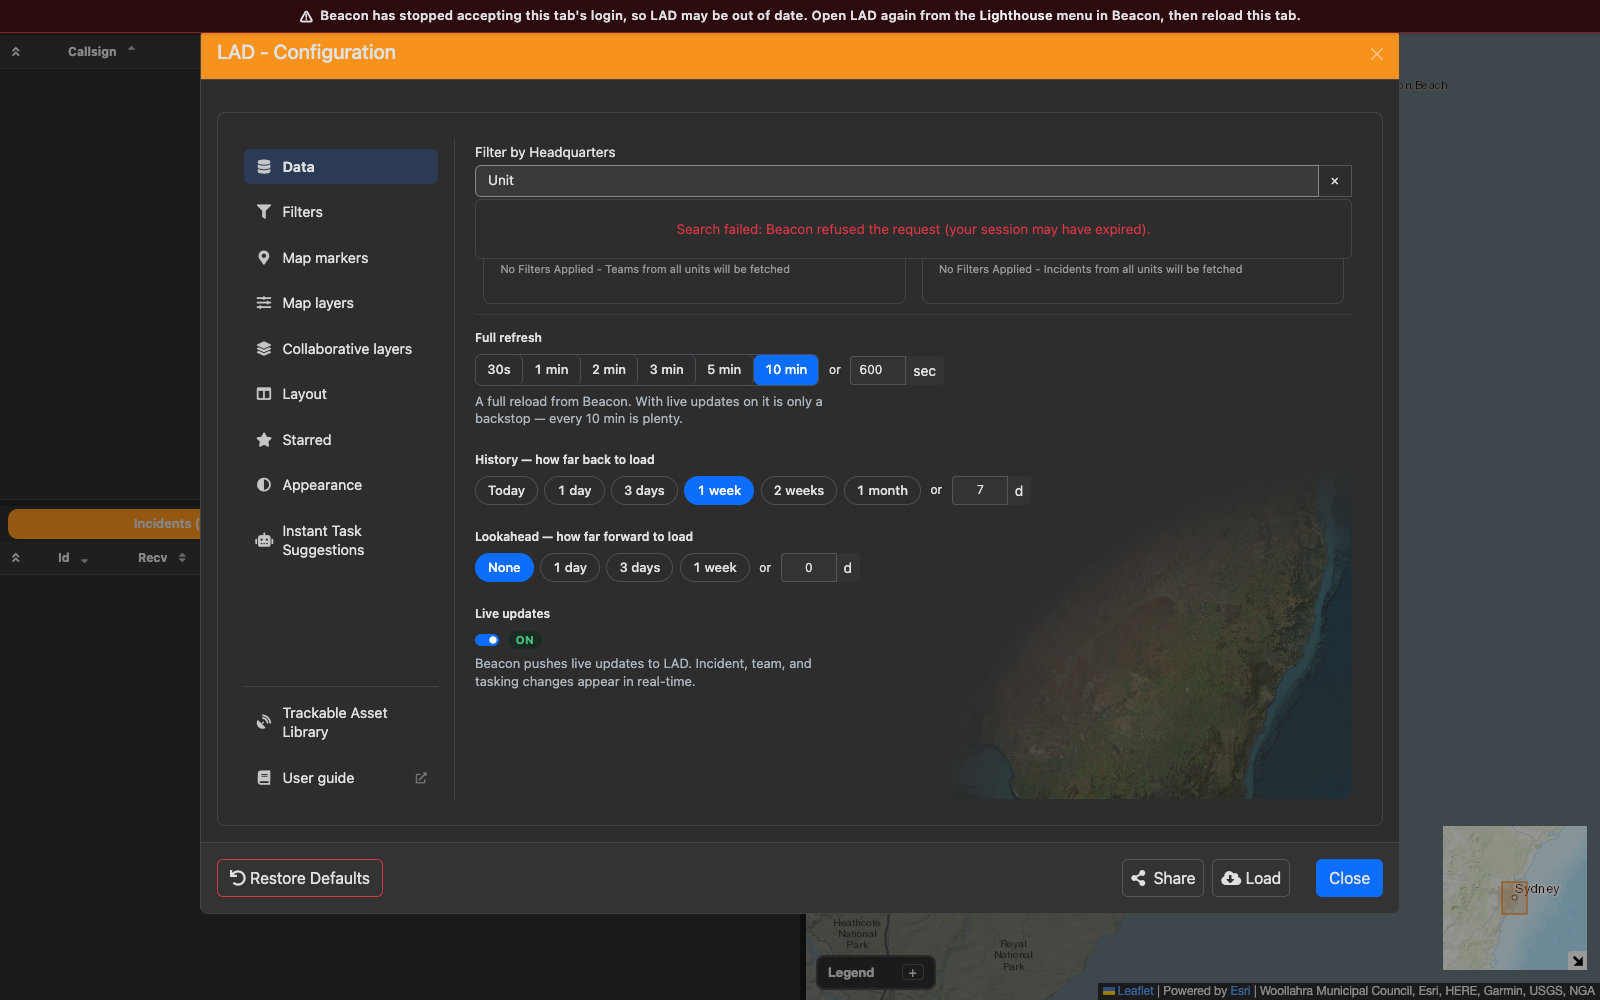 Beacon has stopped accepting this tab's login, so LAD may be out of date. Open LAD again from the Lighthouse menu in Beacon, then reload this tab.
Callsign
LAD - Configuration
on Beach
Data
Filters
Map markers
Map layers
Collaborative layers
Layout
Starred
Appearance
Instant Task
Suggestions
Trackable Asset
Library
User guide
Filter by Headquarters
Unit
×
Search failed: Beacon refused the request (your session may have expired).
No Filters Applied - Teams from all units will be fetched
No Filters Applied - Incidents from all units will be fetched
Full refresh
30s 1 min 2 min 3 min 5 min 10 min or 600 sec
A full reload from Beacon. With live updates on it is only a
backstop — every 10 min is plenty.
History — how far back to load
Today 1 day 3 days 1 week 2 weeks 1 month or 7 d
Lookahead — how far forward to load
None 1 day 3 days 1 week or 0 d
Live updates
ON
Beacon pushes live updates to LAD. Incident, team, and
tasking changes appear in real-time.
Incidents (
Id Recv
Restore Defaults
Share Load Close
Sydney
Heathcote
National
Park
Royal
National
Park
Legend +
Leaflet | Powered by Esri | Woollahra Municipal Council, Esri, HERE, Garmin, USGS, NGA